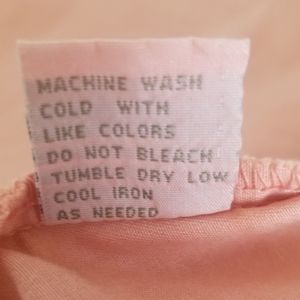 MACHINE WASH
COLD WITH
LIKE COLORS
DO NOT BLEACH
TUMBLE DRY LOW
COOL IRON
AS NEEDED